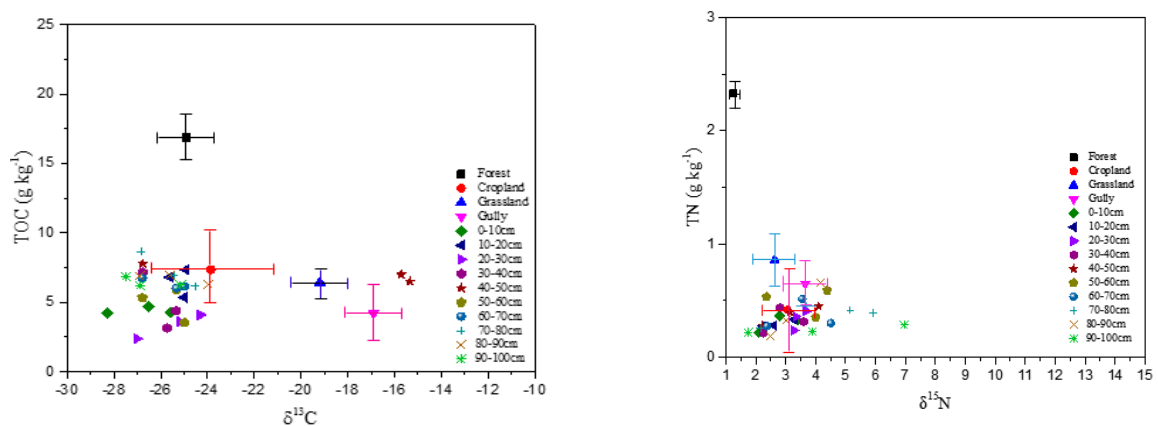 25
20
15
10
5
0
TOC (g kg⁻¹)
-30 -28 -26 -24 -22 -20 -18 -16 -14 -12 -10
δ¹³C
Forest
Cropland
Grassland
Gully
0-10cm
10-20cm
20-30cm
30-40cm
40-50cm
50-60cm
60-70cm
70-80cm
80-90cm
90-100cm
3
2
1
0
TN (g kg⁻¹)
1 2 3 4 5 6 7 8 9 10 11 12 13 14 15
δ¹⁵N
Forest
Cropland
Grassland
Gully
0-10cm
10-20cm
20-30cm
30-40cm
40-50cm
50-60cm
60-70cm
70-80cm
80-90cm
90-100cm